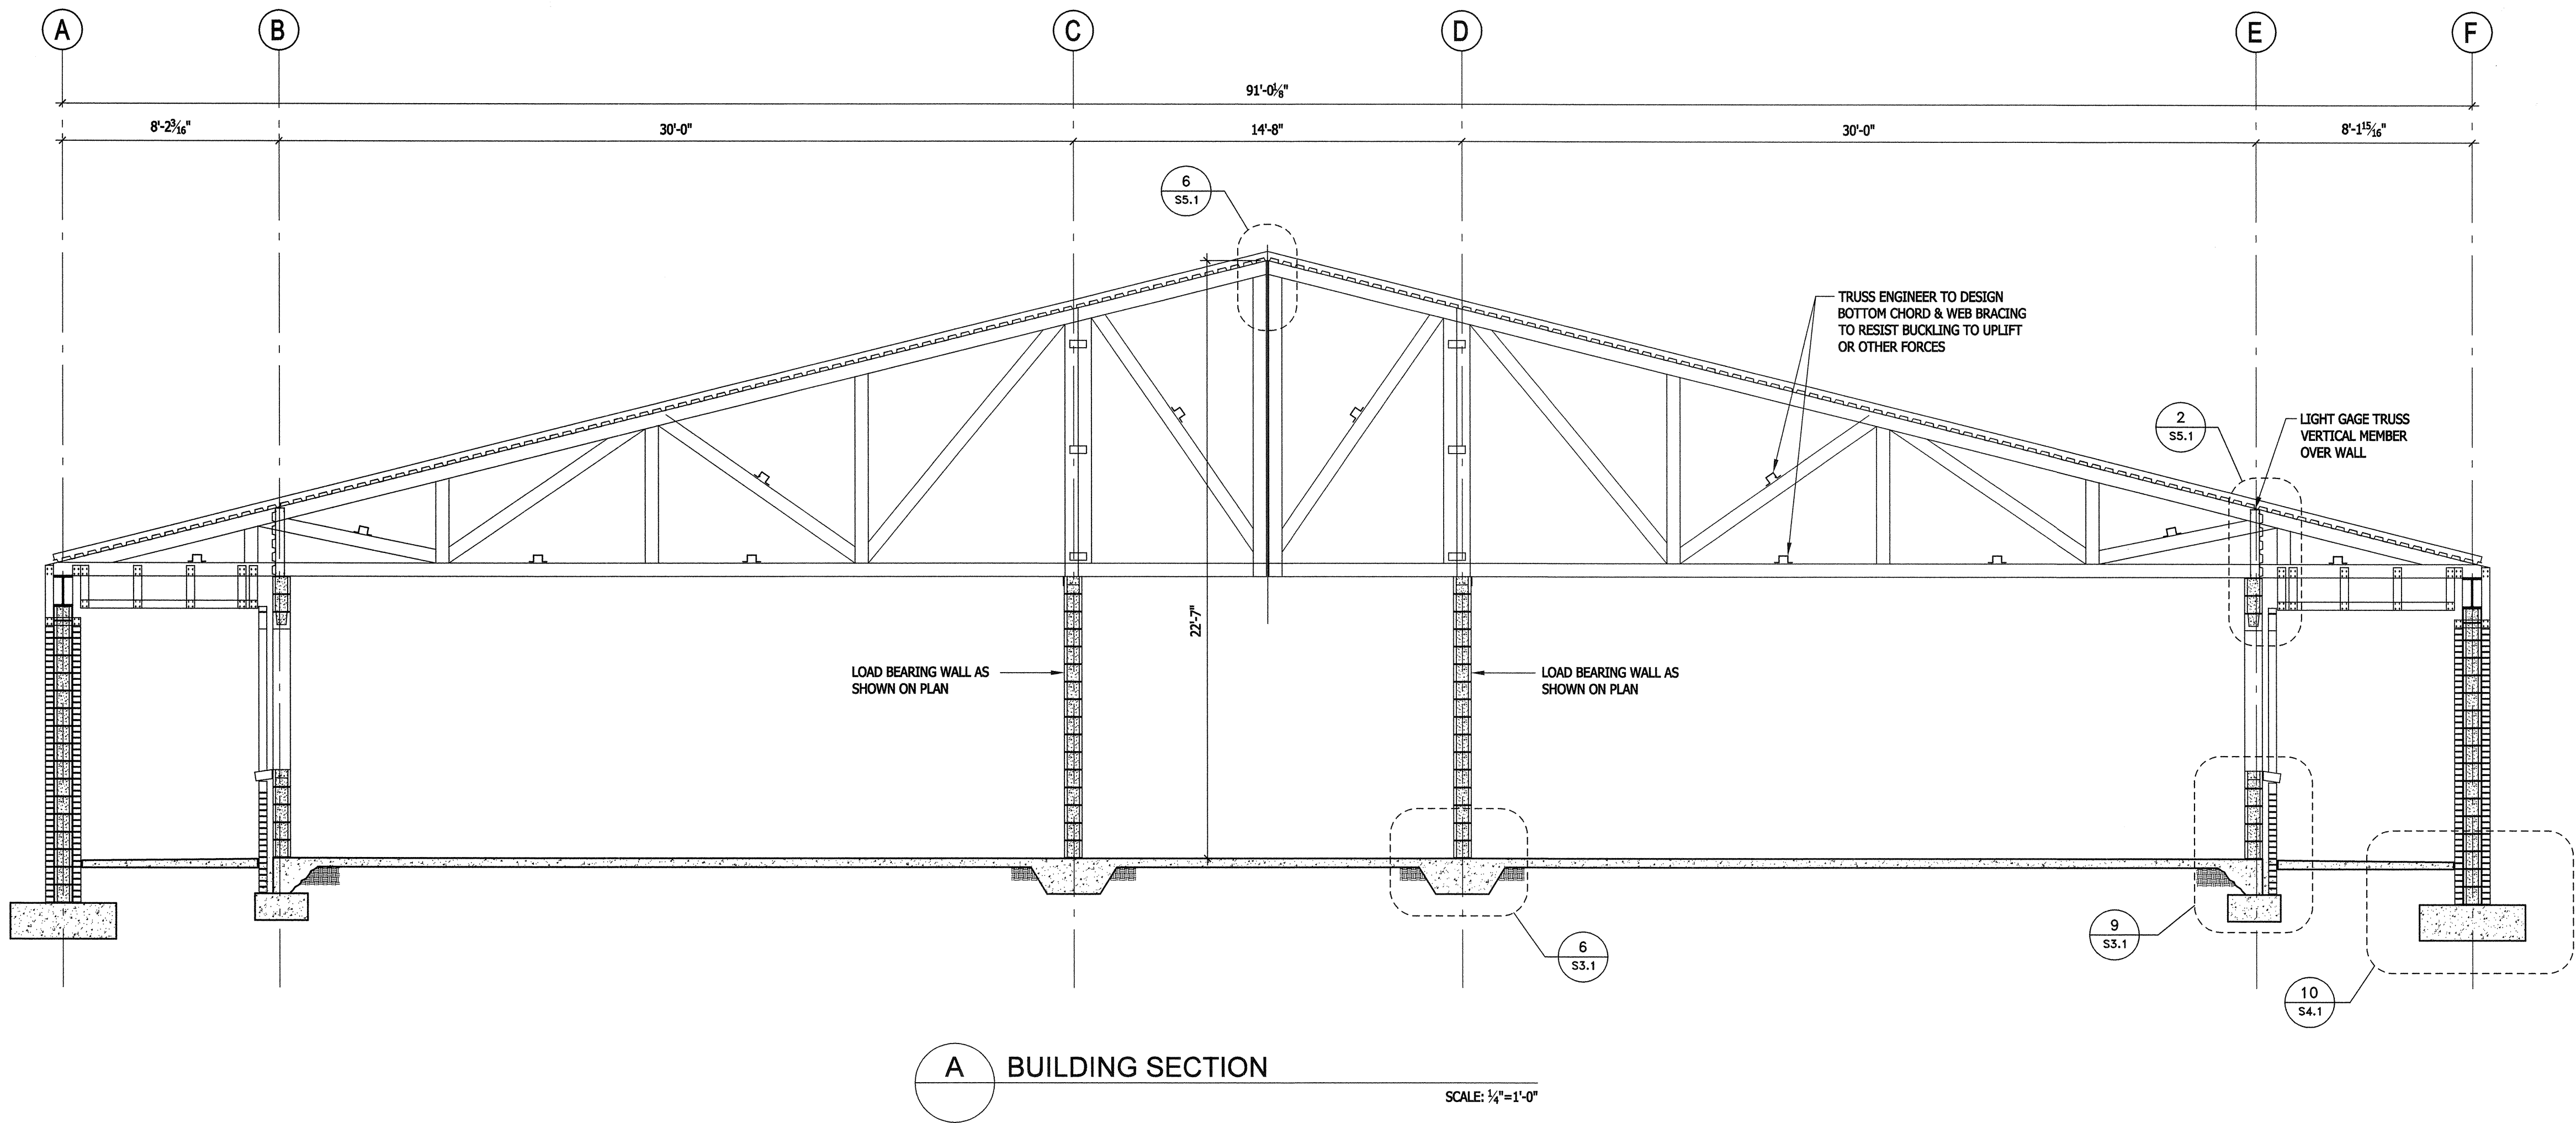 A B C D E F
91'-0⅛"
8'-2³⁄₁₆" 30'-0" 14'-8" 30'-0" 8'-1¹⁵⁄₁₆"
6
S5.1
TRUSS ENGINEER TO DESIGN
BOTTOM CHORD & WEB BRACING
TO RESIST BUCKLING TO UPLIFT
OR OTHER FORCES
2
S5.1
LIGHT GAGE TRUSS
VERTICAL MEMBER
OVER WALL
22'-7"
LOAD BEARING WALL AS
SHOWN ON PLAN
LOAD BEARING WALL AS
SHOWN ON PLAN
6
S3.1
9
S3.1
10
S4.1
A BUILDING SECTION
SCALE: ¼"=1'-0"